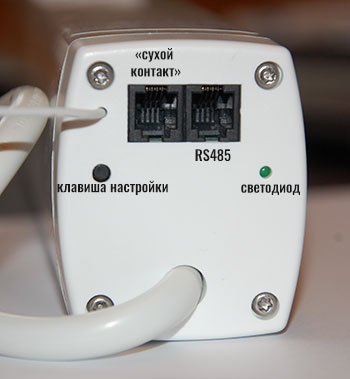 «сухой
контакт»
RS485
клавиша настройки
светодиод